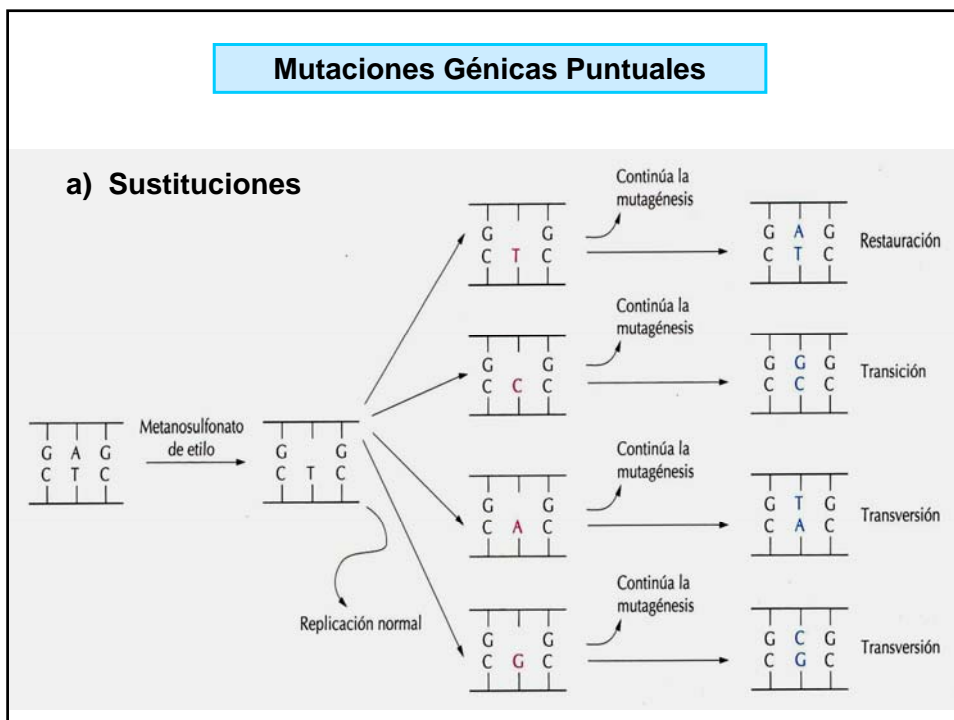 Mutaciones Génicas Puntuales
a) Sustituciones
G A G
C T C
Metanosulfonato
de etilo
G G
C T C
Replicación normal
G G
C T C
Continúa la
mutagénesis
G A G
C T C
Restauración
G G
C C C
Continúa la
mutagénesis
G G G
C C C
Transición
G G
C A C
Continúa la
mutagénesis
G T G
C A C
Transversión
G G
C G C
Continúa la
mutagénesis
G C G
C G C
Transversión